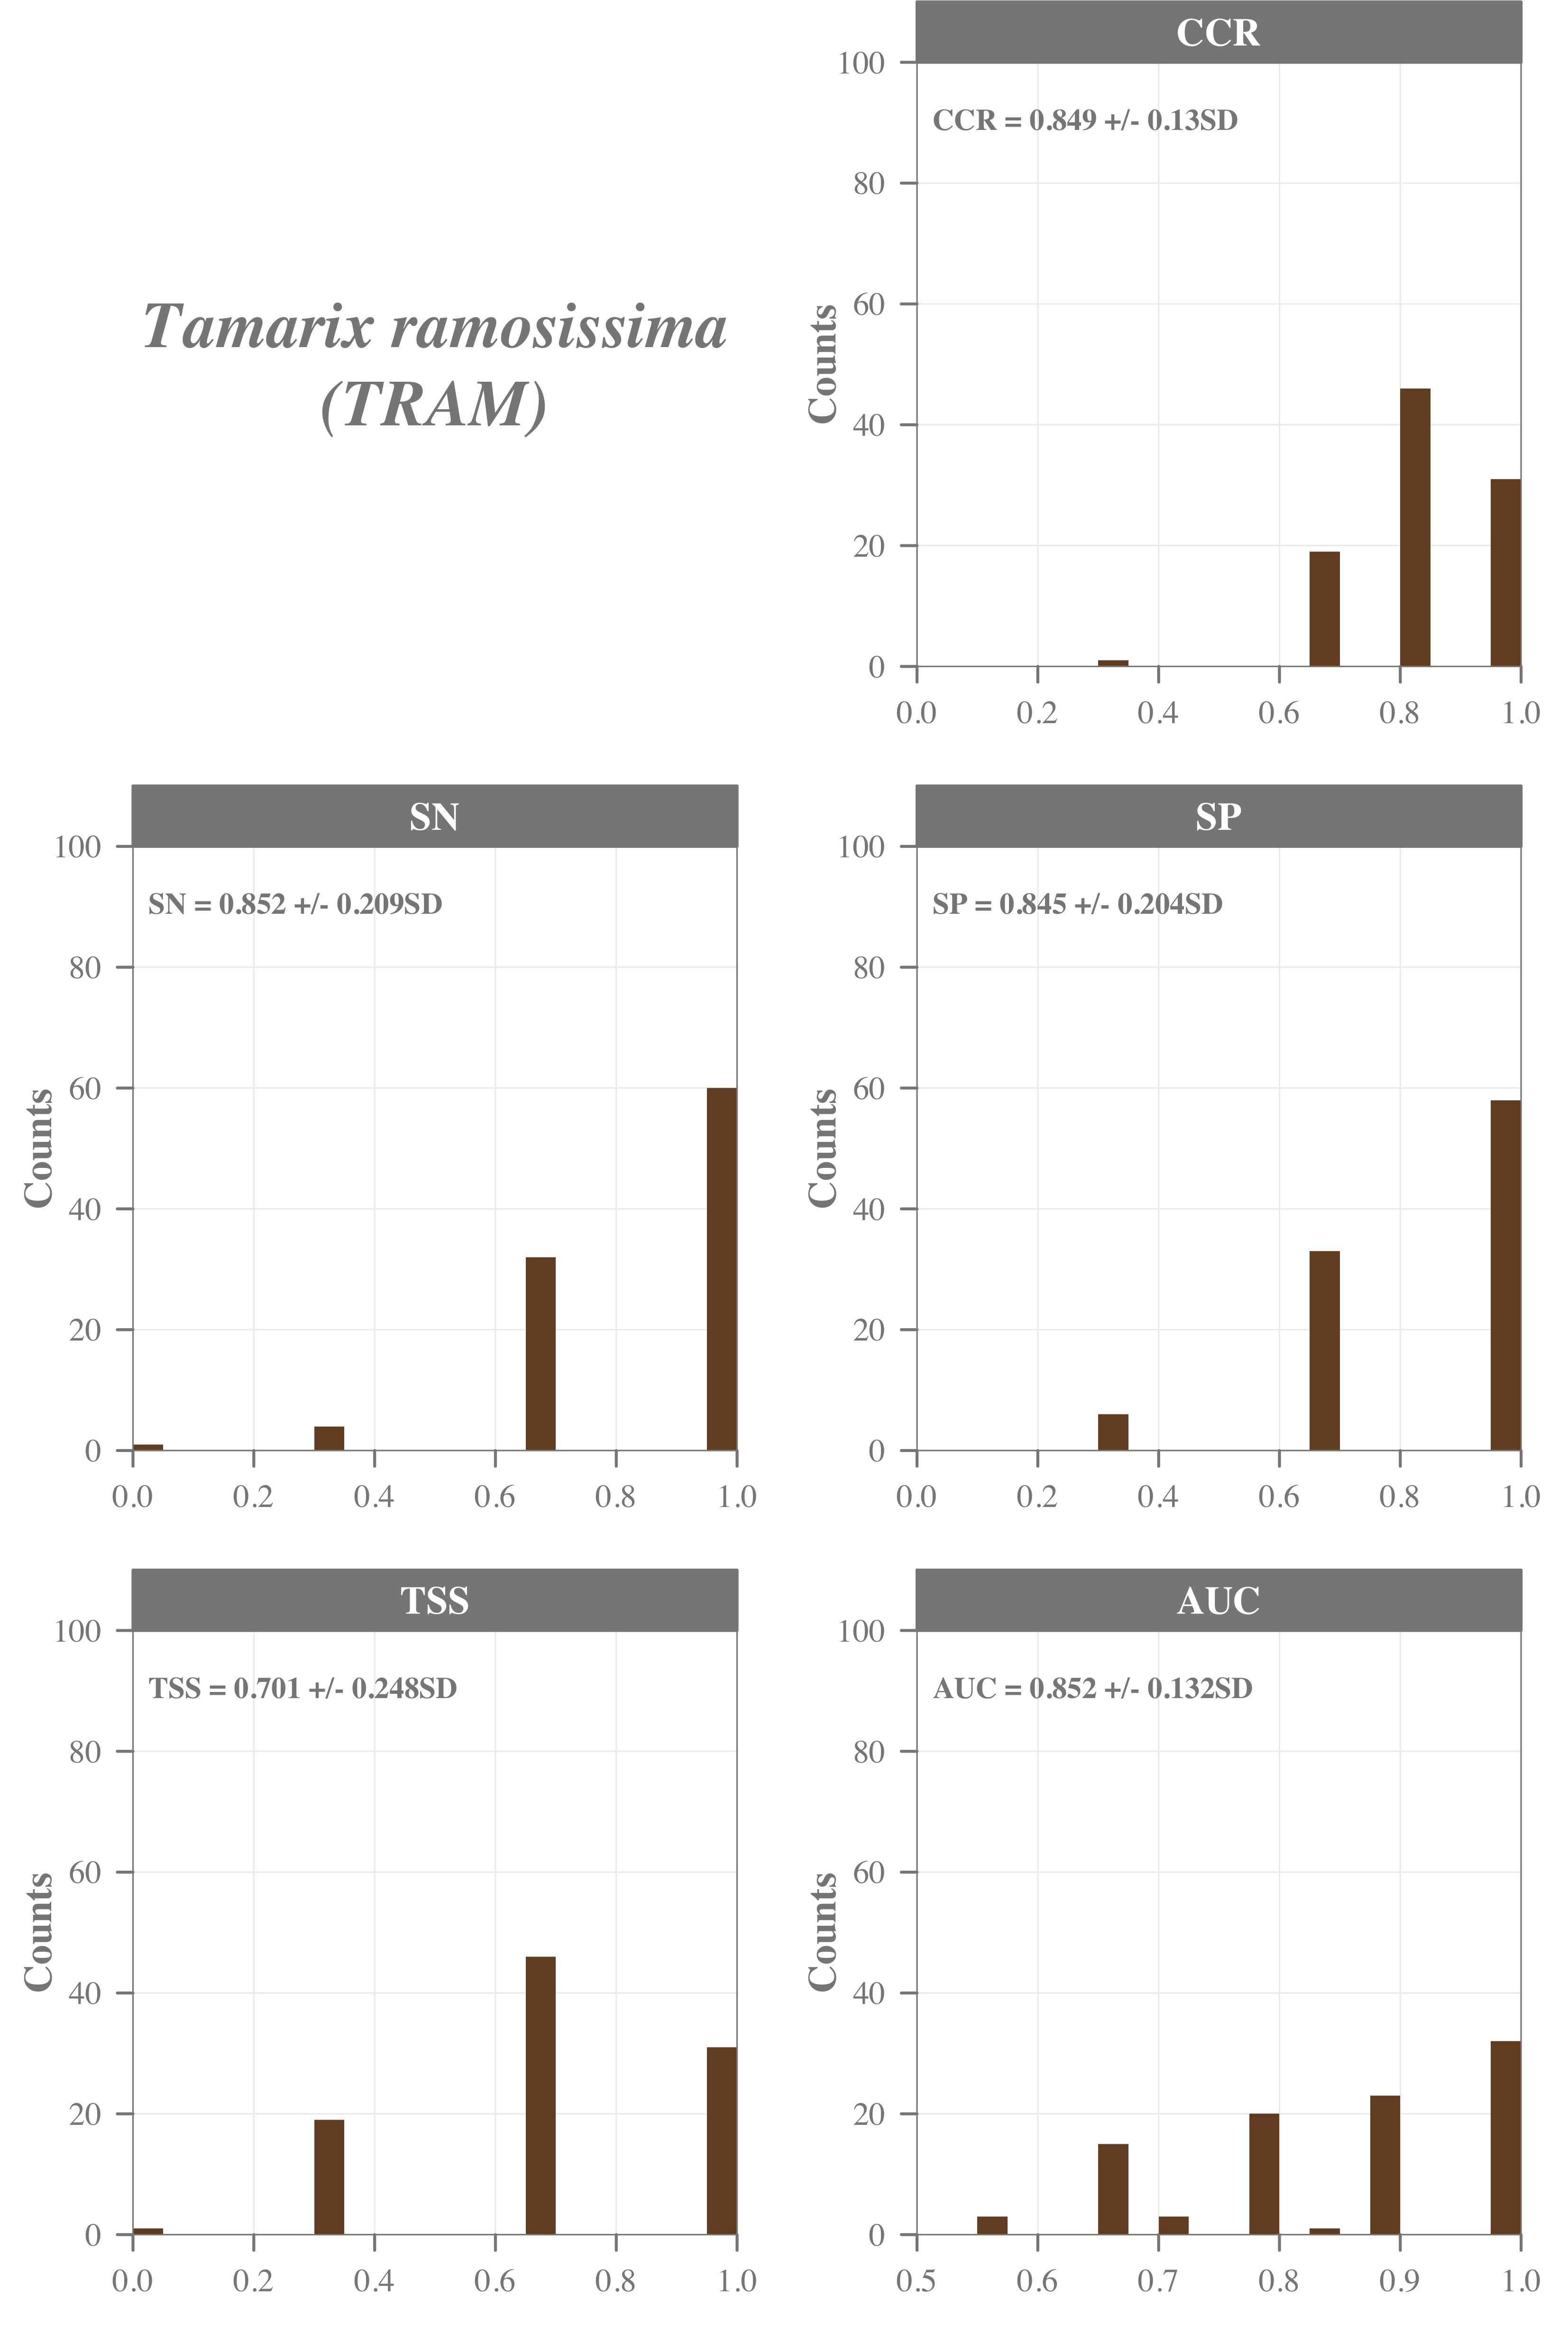 Tamarix ramosissima
(TRAM)
CCR
CCR = 0.849 +/- 0.13SD
Counts
100
80
60
40
20
0
0.0 0.2 0.4 0.6 0.8 1.0
SN
SN = 0.852 +/- 0.209SD
Counts
100
80
60
40
20
0
0.0 0.2 0.4 0.6 0.8 1.0
SP
SP = 0.845 +/- 0.204SD
Counts
100
80
60
40
20
0
0.0 0.2 0.4 0.6 0.8 1.0
TSS
TSS = 0.701 +/- 0.248SD
Counts
100
80
60
40
20
0
0.0 0.2 0.4 0.6 0.8 1.0
AUC
AUC = 0.852 +/- 0.132SD
Counts
100
80
60
40
20
0
0.5 0.6 0.7 0.8 0.9 1.0